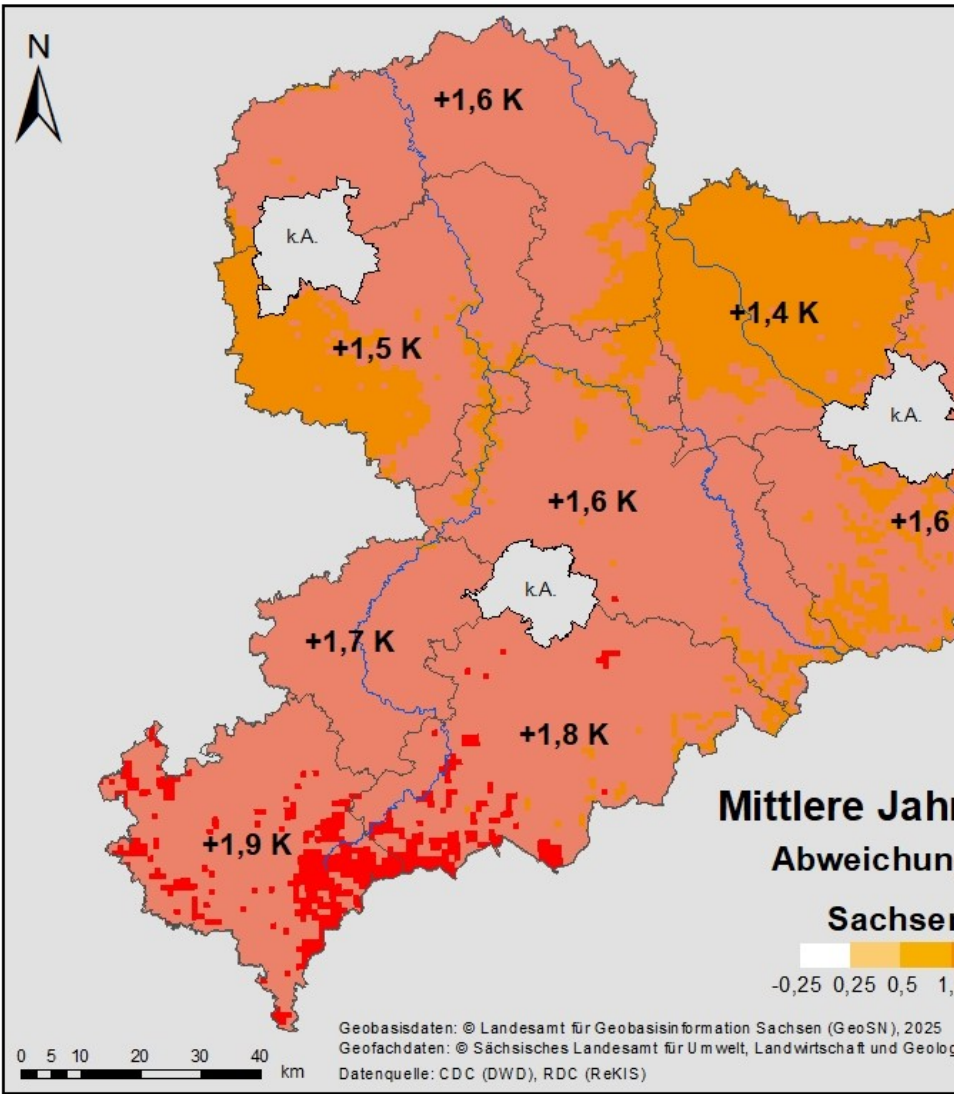 N
+1,6 K
k.A.
+1,4 K
+1,5 K
k.A.
+1,6 K
+1,6
k.A.
+1,7 K
+1,8 K
+1,9 K
Mittlere Jahr
Abweichun
Sachsen
-0,25 0,25 0,5 1,
Geobasisdaten: © Landesamt für Geobasisinformation Sachsen (GeoSN), 2025
Geofachdaten: © Sächsisches Landesamt für Umwelt, Landwirtschaft und Geolog
Datenquelle: CDC (DWD), RDC (ReKIS)
0 5 10 20 30 40
km